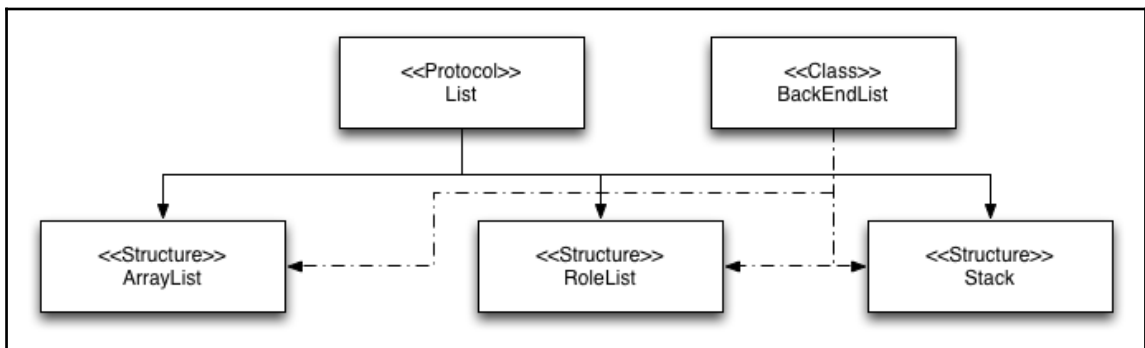 <<Protocol>>
List
<<Class>>
BackEndList
<<Structure>>
ArrayList
<<Structure>>
RoleList
<<Structure>>
Stack